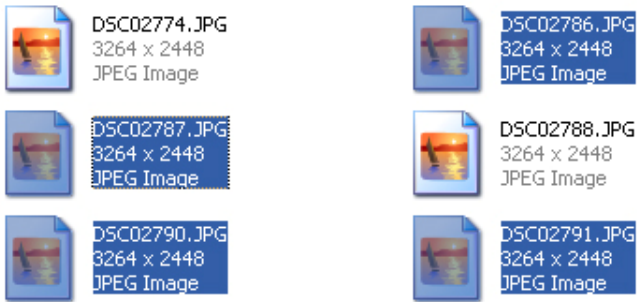 DSC02774.JPG
3264 x 2448
JPEG Image
DSC02786.JPG
3264 x 2448
JPEG Image
DSC02787.JPG
3264 x 2448
JPEG Image
DSC02788.JPG
3264 x 2448
JPEG Image
DSC02790.JPG
3264 x 2448
JPEG Image
DSC02791.JPG
3264 x 2448
JPEG Image